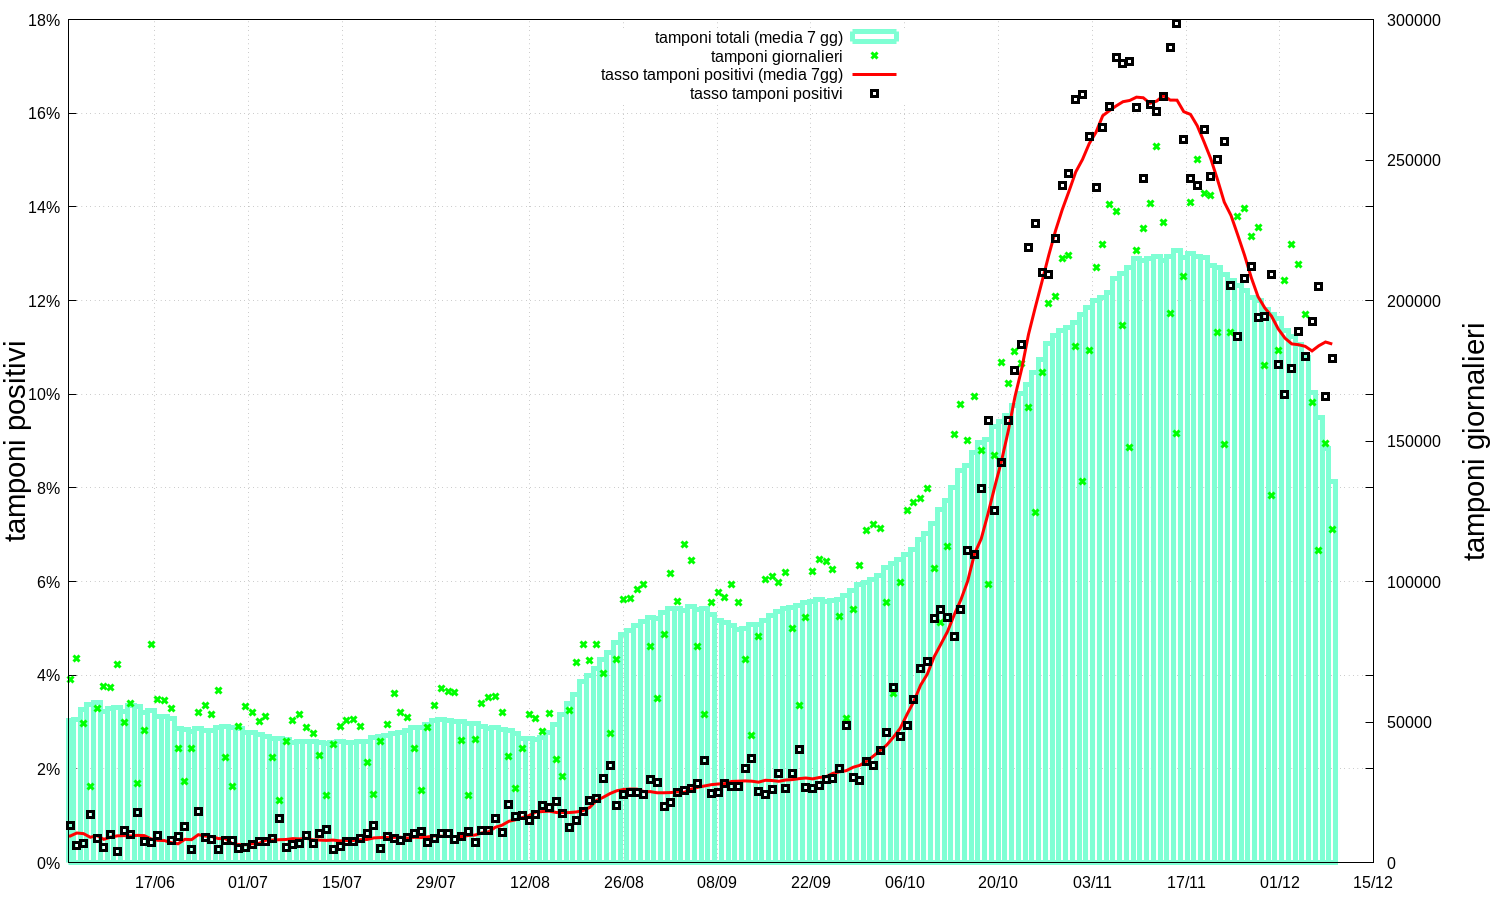 tamponi totali (media 7 gg)
tamponi giornalieri
tasso tamponi positivi (media 7gg)
tasso tamponi positivi
18%
16%
14%
12%
10%
8%
6%
4%
2%
0%
tamponi positivi
300000
250000
200000
150000
100000
50000
0
tamponi giornalieri
17/06 01/07 15/07 29/07 12/08 26/08 08/09 22/09 06/10 20/10 03/11 17/11 01/12 15/12